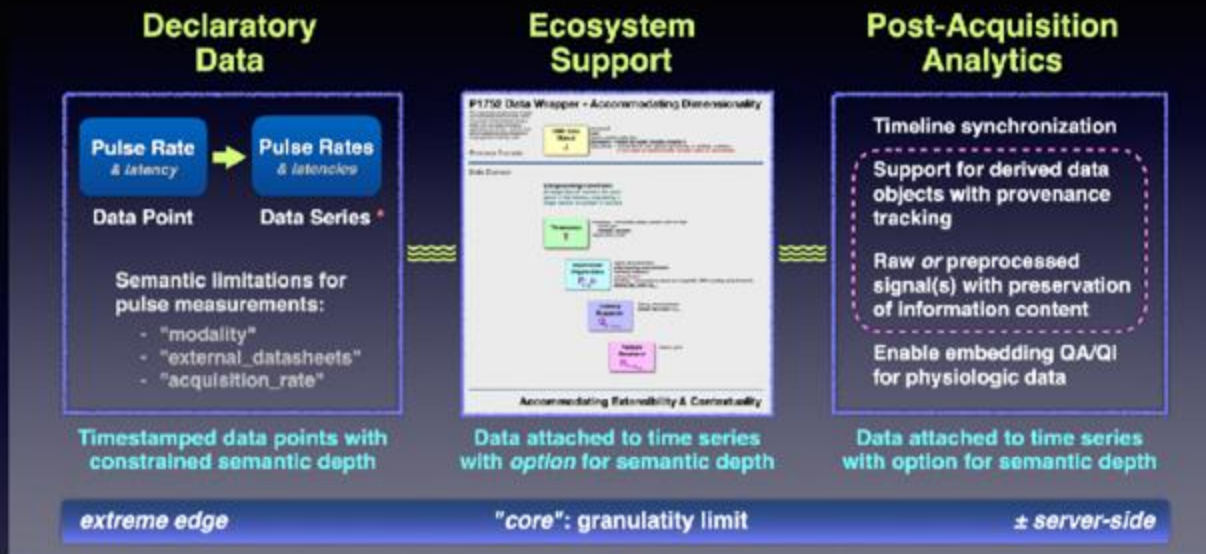 Declaratory
Data
Ecosystem
Support
Post-Acquisition
Analytics
Pulse Rate
& latency
Pulse Rates
& latencies
Data Point
Data Series *
Semantic limitations for
pulse measurements:
- "modality"
- "external_datasheets"
- "acquisition_rate"
P1752 Data Wrapper - Accommodating Dimensionality
Accommodating Extensibility & Contextuality
Timeline synchronization
Support for derived data
objects with provenance
tracking
Raw or preprocessed
signal(s) with preservation
of information content
Enable embedding QA/QI
for physiologic data
Timestamped data points with
constrained semantic depth
Data attached to time series
with option for semantic depth
Data attached to time series
with option for semantic depth
extreme edge
"core": granulatity limit
± server-side